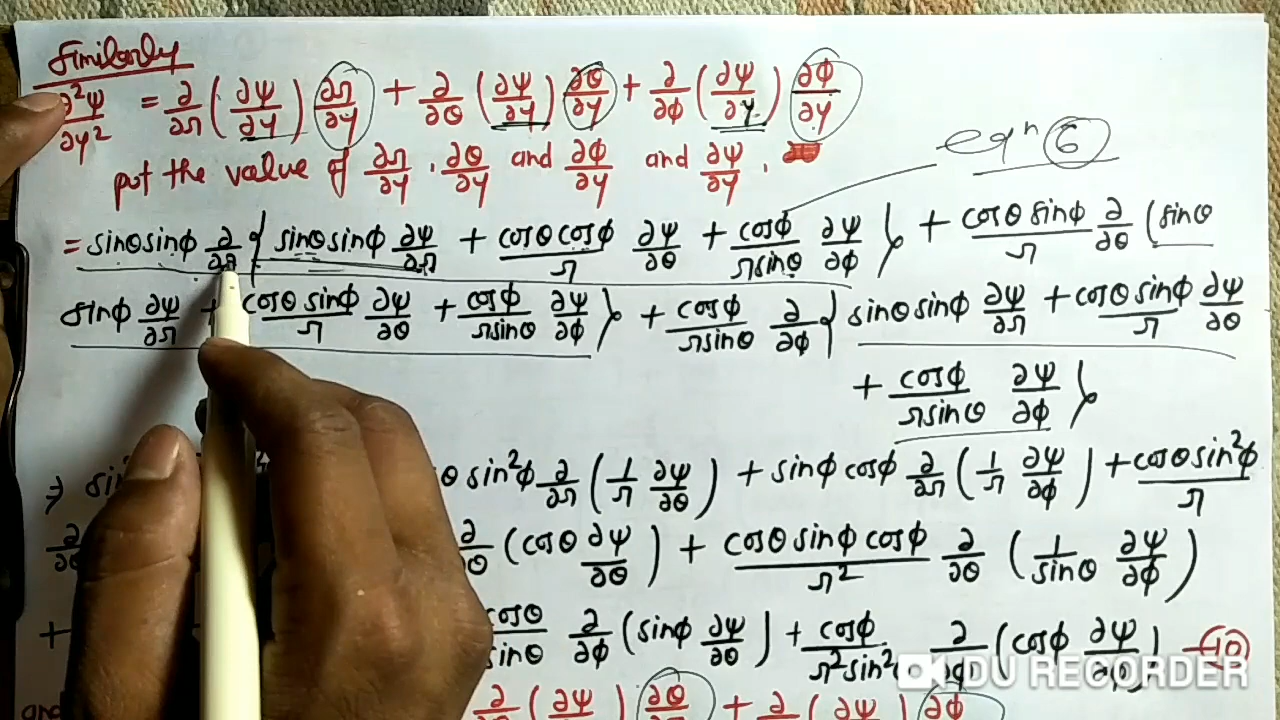 Similarly
∂²ψ/∂y² = ∂/∂r (∂ψ/∂y) ∂r/∂y + ∂/∂θ (∂ψ/∂y) ∂θ/∂y + ∂/∂φ (∂ψ/∂y) ∂φ/∂y
put the value of ∂r/∂y . ∂θ/∂y and ∂φ/∂y and ∂ψ/∂y .
eqⁿ 6
= sinθ sinφ ∂/∂r { sinθ sinφ ∂ψ/∂r + cosθ cosφ/r ∂ψ/∂θ + cosφ/r sinθ ∂ψ/∂φ } + cosθ sinφ/r ∂/∂θ (sinθ
sinφ ∂ψ/∂r + cosθ sinφ/r ∂ψ/∂θ + cosφ/r sinθ ∂ψ/∂φ } + cosφ/r sinθ ∂/∂φ { sinθ sinφ ∂ψ/∂r + cosθ sinφ/r ∂ψ/∂θ
+ cosφ/r sinθ ∂ψ/∂φ }
⇒ sin²φ ∂/∂r (1/r ∂ψ/∂θ) + sinφ cosφ ∂/∂r (1/r ∂ψ/∂φ) + cosθ sin²φ/r
∂/∂θ (cosθ ∂ψ/∂θ) + cosθ sinφ cosφ/r² ∂/∂θ (1/sinθ ∂ψ/∂φ)
+ cosθ/sinθ ∂/∂φ (sinφ ∂ψ/∂θ) + cosφ/r² sin² ∂/∂φ (cosφ ∂ψ/∂φ) —10
∂/∂θ (∂ψ ) ∂θ + ∂ (∂ψ ) ∂φ
DU RECORDER